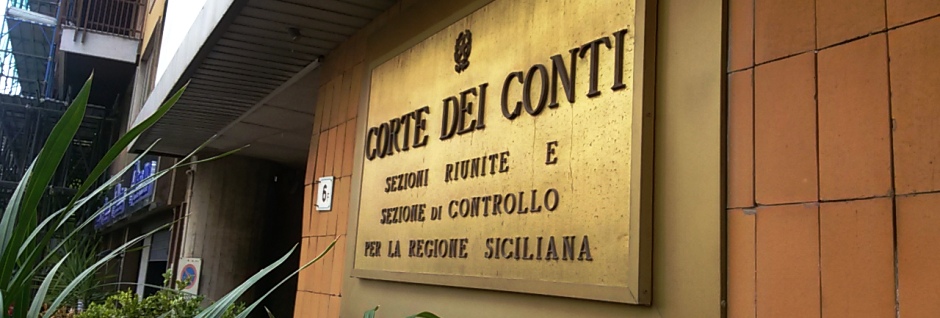 CORTE DEI CONTI
SEZIONI RIUNITE E
SEZIONE DI CONTROLLO
PER LA REGIONE SICILIANA
6